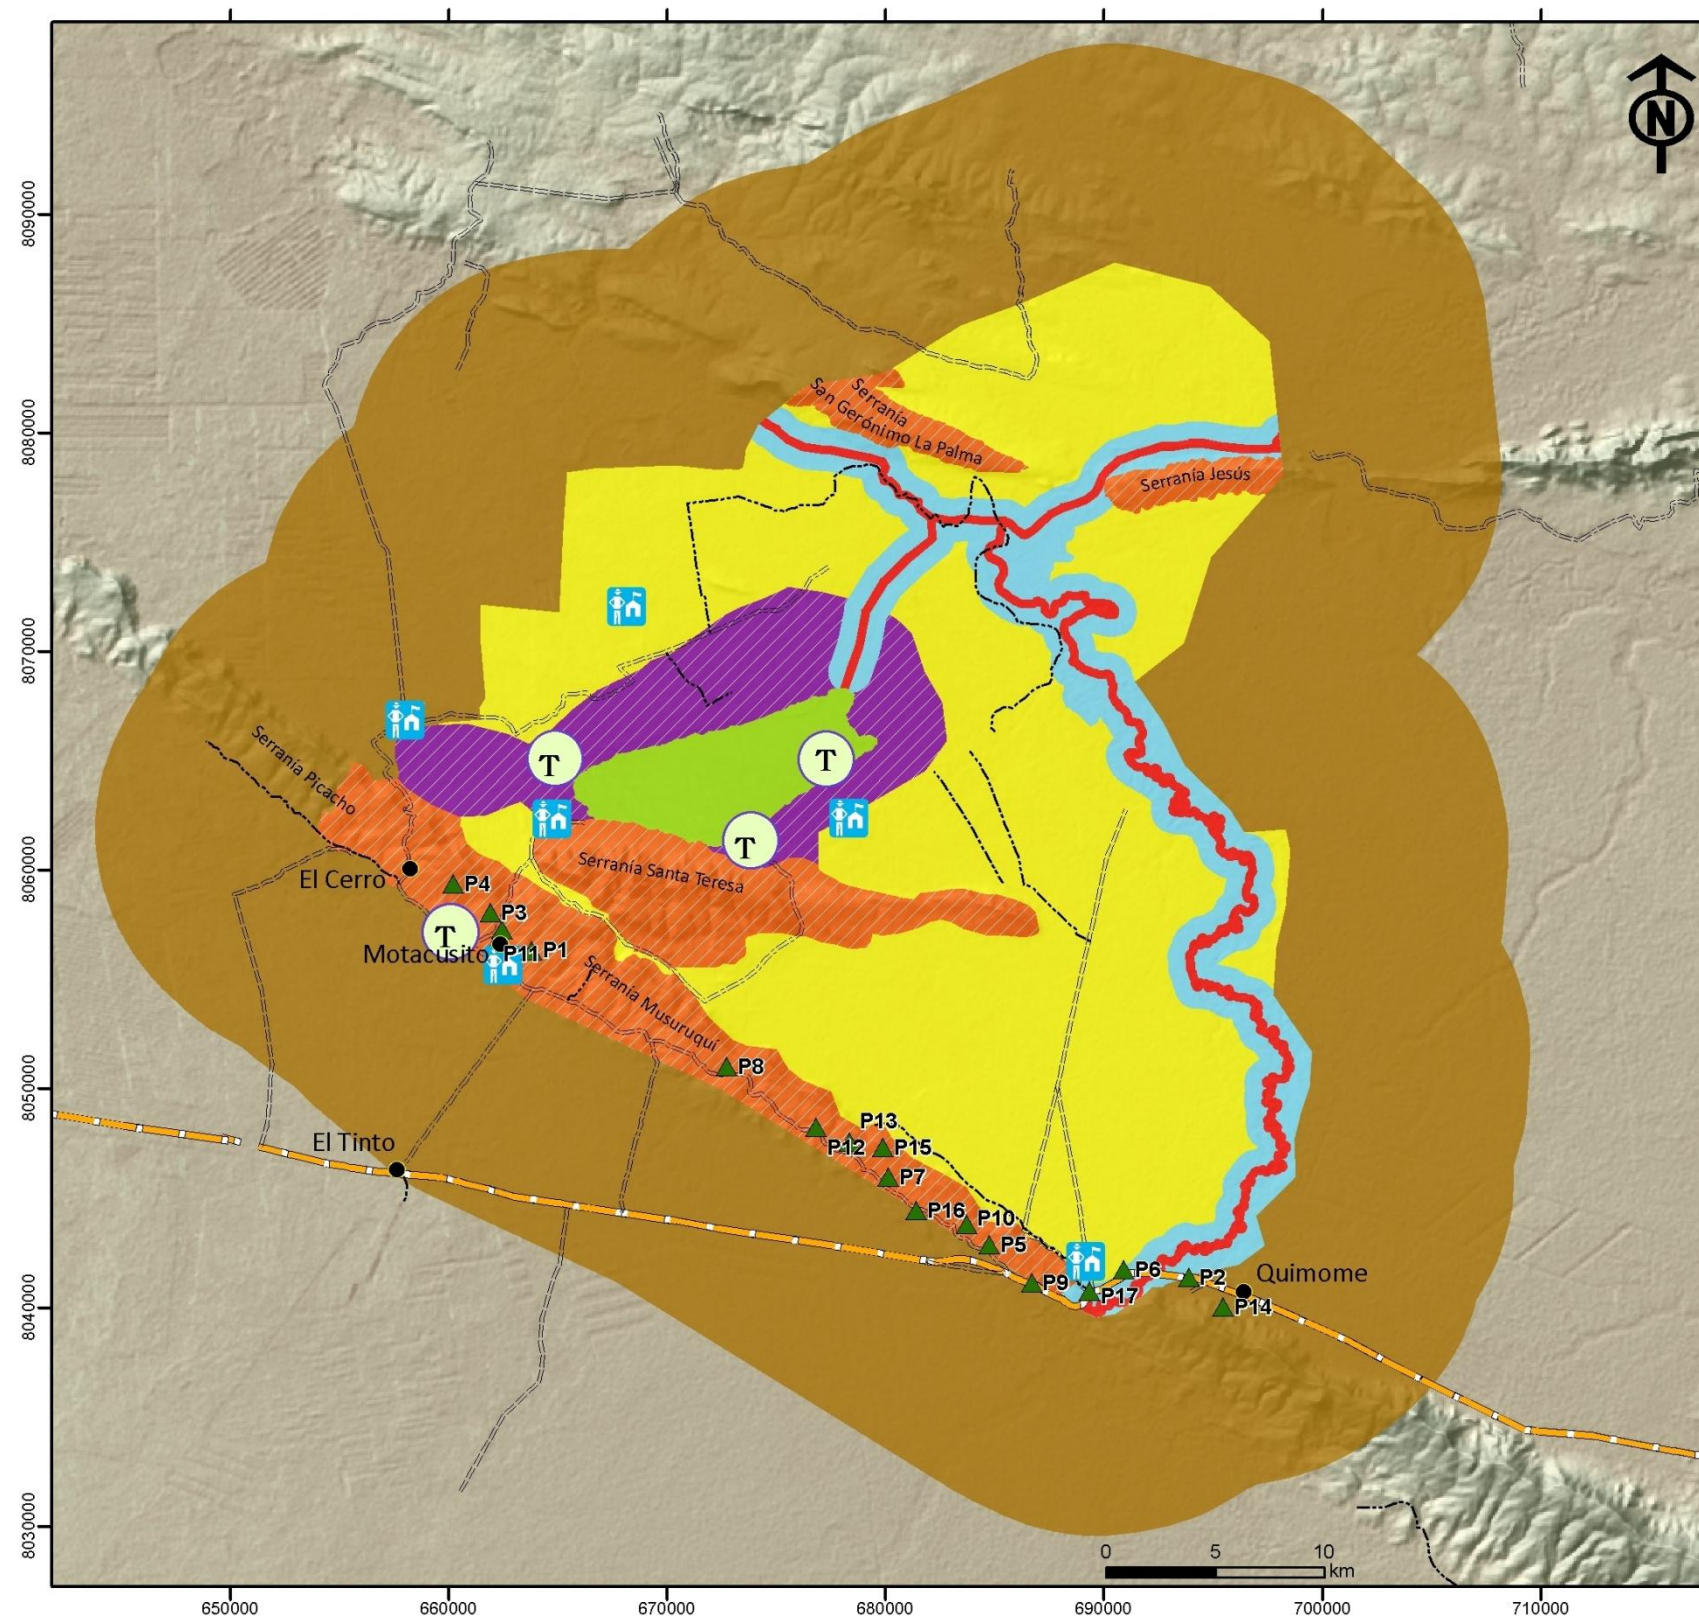 N
8090000
8080000
8070000
8060000
8050000
8040000
8030000
Serranía
San Gerónimo La Palma
Serranía Jesús
Serranía Picacho
T
T
T
Serranía Santa Teresa
El Cerro
P4
P3
T
Motacusito
P11
P1
Serranía Musuruquí
P8
P13
P12
P15
El Tinto
P7
P16
P10
P5
P9
P6
P2
Quimome
P17
P14
0 5 10
km
650000 660000 670000 680000 690000 700000 710000